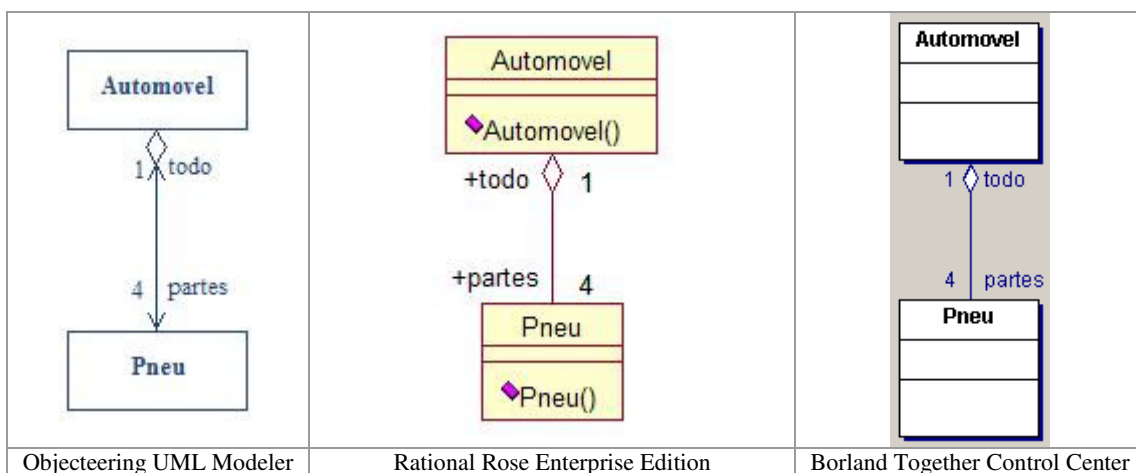 Automovel
1 todo
4 partes
Pneu
Objecteering UML Modeler
Automovel
Automovel()
+todo 1
+partes 4
Pneu
Pneu()
Rational Rose Enterprise Edition
Automovel
1 todo
4 partes
Pneu
Borland Together Control Center